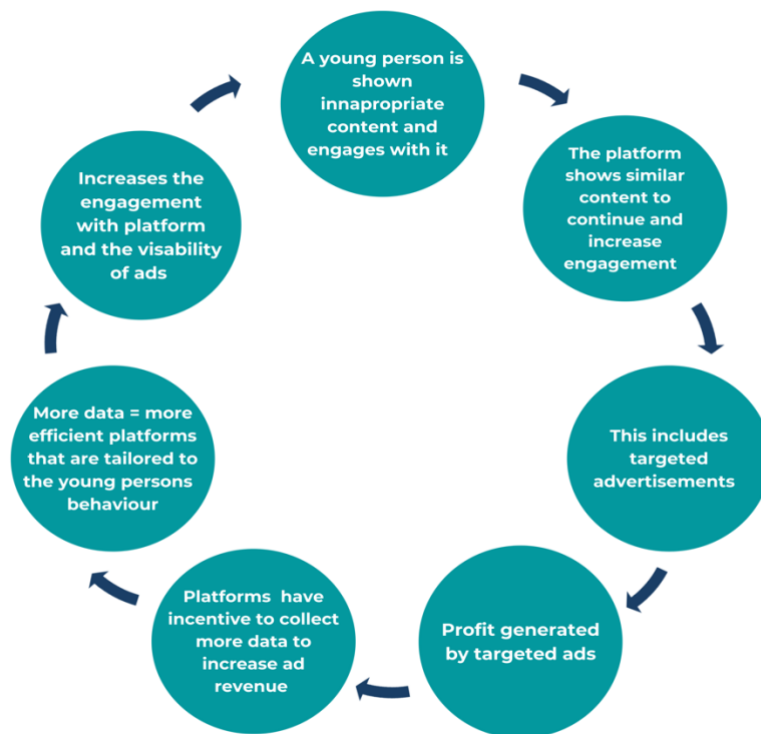 A young person is
shown
innapropriate
content and
engages with it
The platform
shows similar
content to
continue and
increase
engagement
This includes
targeted
advertisements
Profit generated
by targeted ads
Platforms have
incentive to collect
more data to
increase ad
revenue
More data = more
efficient platforms
that are tailored to
the young persons
behaviour
Increases the
engagement
with platform
and the visability
of ads